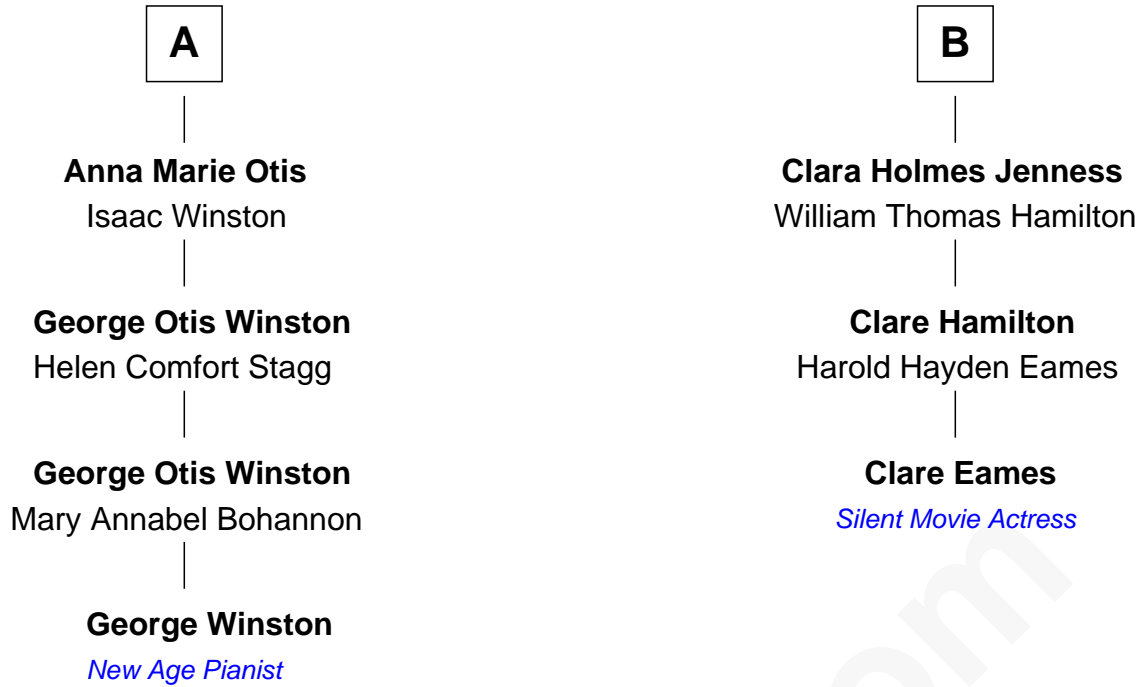 A
Anna Marie Otis
Isaac Winston
George Otis Winston
Helen Comfort Stagg
George Otis Winston
Mary Annabel Bohannon
George Winston
New Age Pianist
B
Clara Holmes Jenness
William Thomas Hamilton
Clare Hamilton
Harold Hayden Eames
Clare Eames
Silent Movie Actress
om